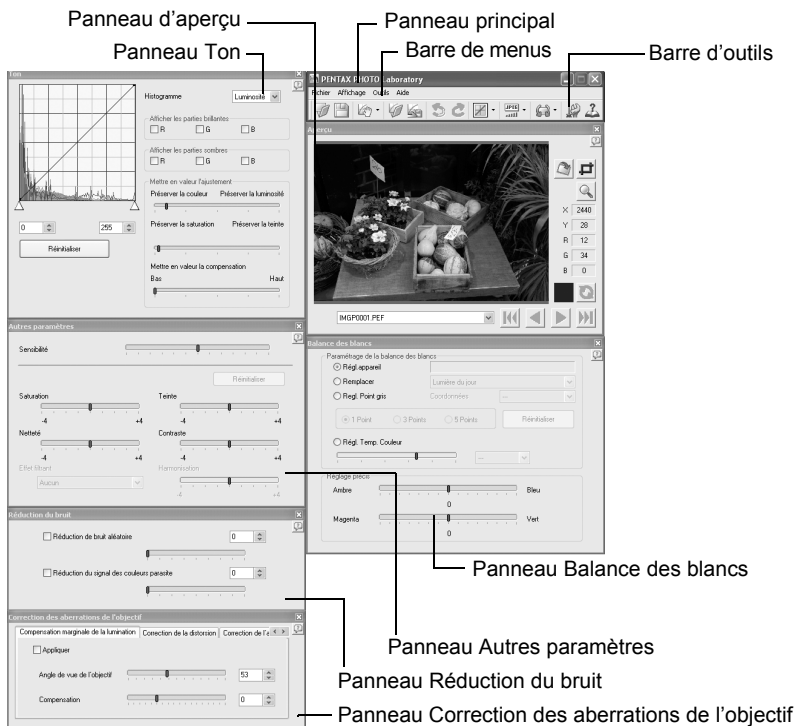 Panneau d'aperçu
Panneau principal
Panneau Ton
Barre de menus
Barre d'outils
Ton
Histogramme
Luminosité
Afficher les parties brillantes
R G B
Afficher les parties sombres
R G B
Mettre en valeur l'ajustement
Préserver la couleur Préserver la luminosité
Préserver la saturation Préserver la teinte
Mettre en valeur la compensation
Bas Haut
0 255
Réinitialiser
PENTAX PHOTO Laboratory
Fichier Affichage Outils Aide
JPEG
Aperçu
X 2440
Y 28
R 12
G 34
B 0
IMGP0001.PEF
Autres paramètres
Sensibilité
Réinitialiser
Saturation Teinte
-4 +4 -4 +4
Netteté Contraste
-4 +4 -4 +4
Effet filtrant Harmonisation
Aucun
-4 +4
Balance des blancs
Paramétrage de la balance des blancs
Régl.appareil
Remplacer Lumière du jour
Regl. Point gris Coordonnées ---
1 Point 3 Points 5 Points Réinitialiser
Régl. Temp. Couleur ---
Réglage précis
Ambre Bleu
0
Magenta Vert
0
Réduction du bruit
Réduction de bruit aléatoire 0
Réduction du signal des couleurs parasite 0
Correction des aberrations de l'objectif
Compensation marginale de la lumination Correction de la distorsion Correction de l'a
Appliquer
Angle de vue de l'objectif 53
Compensation 0
Panneau Balance des blancs
Panneau Autres paramètres
Panneau Réduction du bruit
Panneau Correction des aberrations de l'objectif